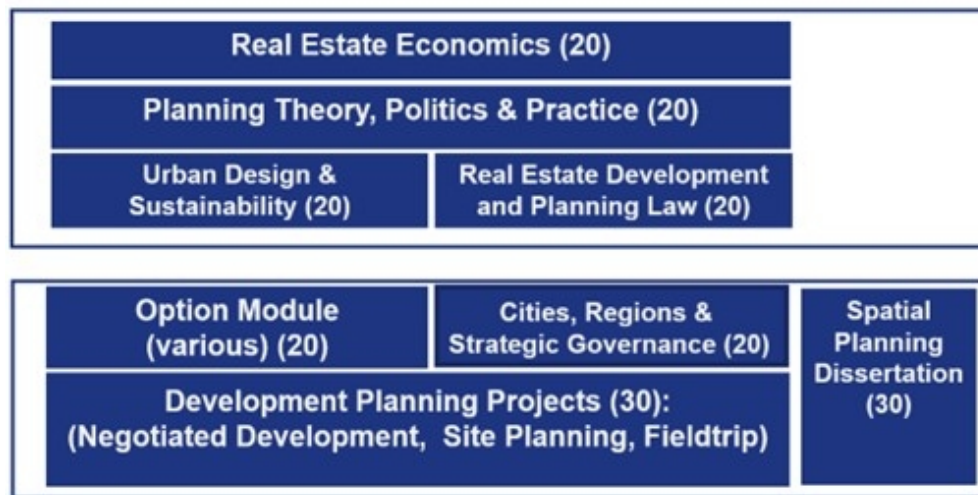 Real Estate Economics (20)
Planning Theory, Politics & Practice (20)
Urban Design &
Sustainability (20)
Real Estate Development
and Planning Law (20)
Option Module
(various) (20)
Cities, Regions &
Strategic Governance (20)
Spatial
Planning
Dissertation
(30)
Development Planning Projects (30):
(Negotiated Development, Site Planning, Fieldtrip)